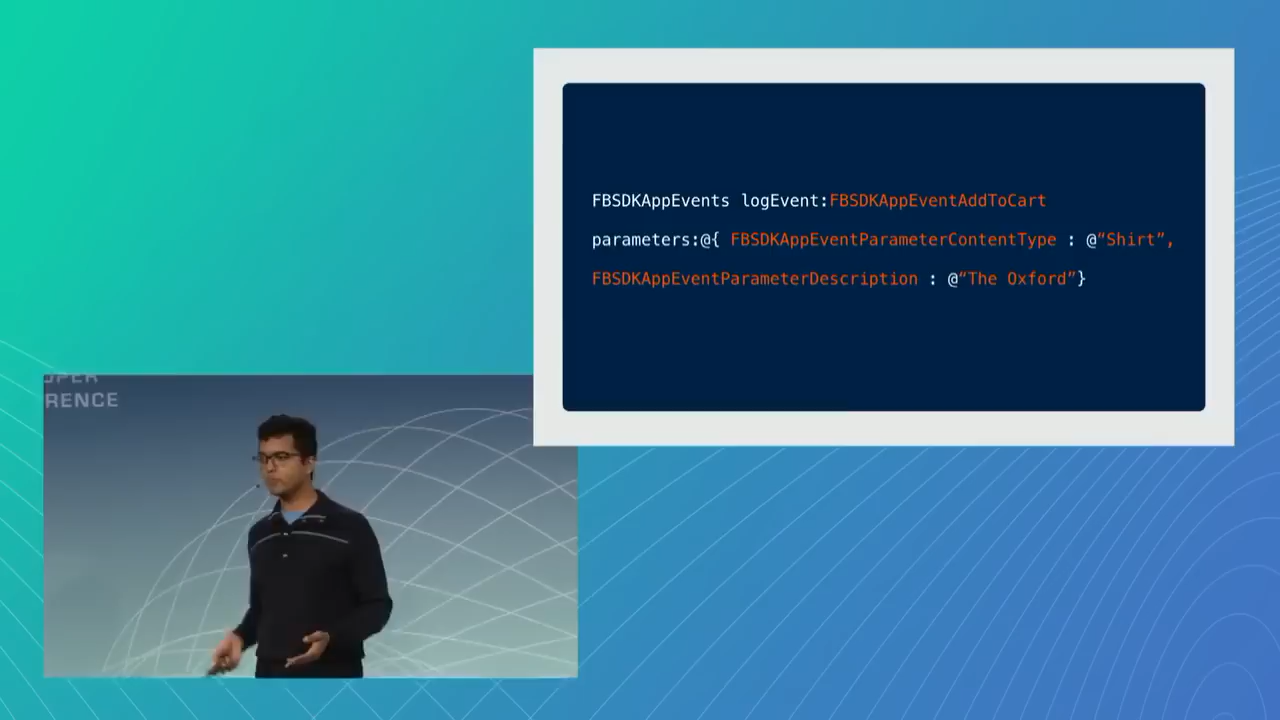 FBSDKAppEvents logEvent:FBSDKAppEventAddToCart
parameters:@{ FBSDKAppEventParameterContentType : @“Shirt”,
FBSDKAppEventParameterDescription : @“The Oxford”}
RENCE